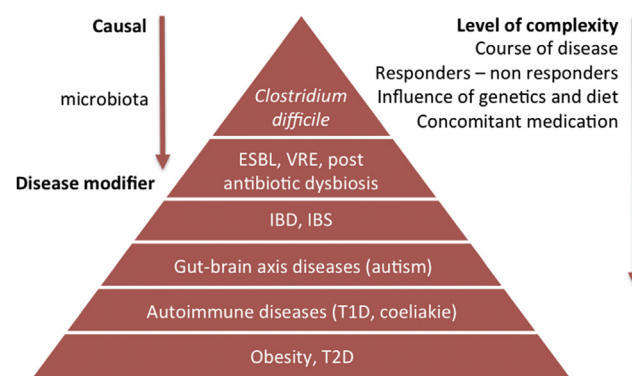 Causal
microbiota
Disease modifier
Level of complexity
Course of disease
Responders – non responders
Influence of genetics and diet
Concomitant medication
Clostridium
difficile
ESBL, VRE, post
antibiotic dysbiosis
IBD, IBS
Gut-brain axis diseases (autism)
Autoimmune diseases (T1D, coeliakie)
Obesity, T2D